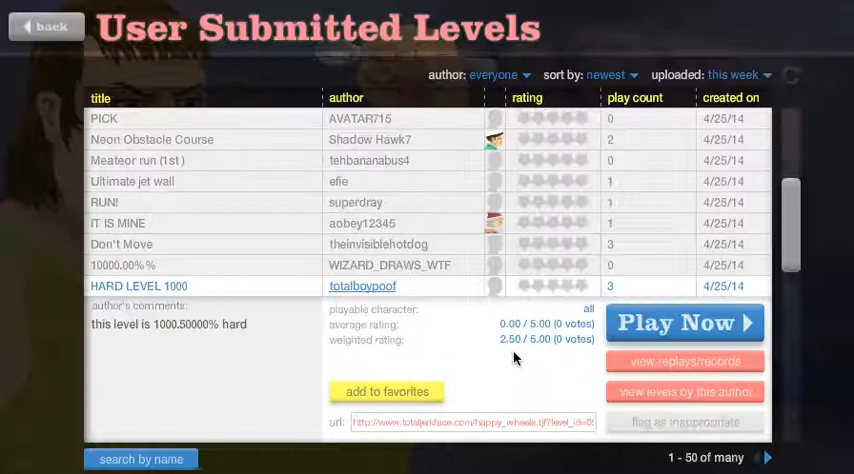 back
User Submitted Levels
author: everyone sort by: newest uploaded: this week
title author rating play count created on
PICK AVATAR715 0 4/25/14
Neon Obstacle Course Shadow Hawk7 2 4/25/14
Meateor run (1st ) tehbananabus4 0 4/25/14
Ultimate jet wall efie 1 4/25/14
RUN! superdray 1 4/25/14
IT IS MINE aobey12345 1 4/25/14
Don't Move theinvisiblehotdog 3 4/25/14
10000.00% % WIZARD_DRAWS_WTF 0 4/25/14
HARD LEVEL 1000 totalboypoof 3 4/25/14
author's comments:
this level is 1000.50000% hard
playable character: all
average rating: 0.00 / 5.00 (0 votes)
weighted rating: 2.50 / 5.00 (0 votes)
add to favorites
url: http://www.totaljerkface.com/happy_wheels.tjf?level_id=
Play Now
view replays/records
view levels by this author
flag as inappropriate
search by name
1 - 50 of many